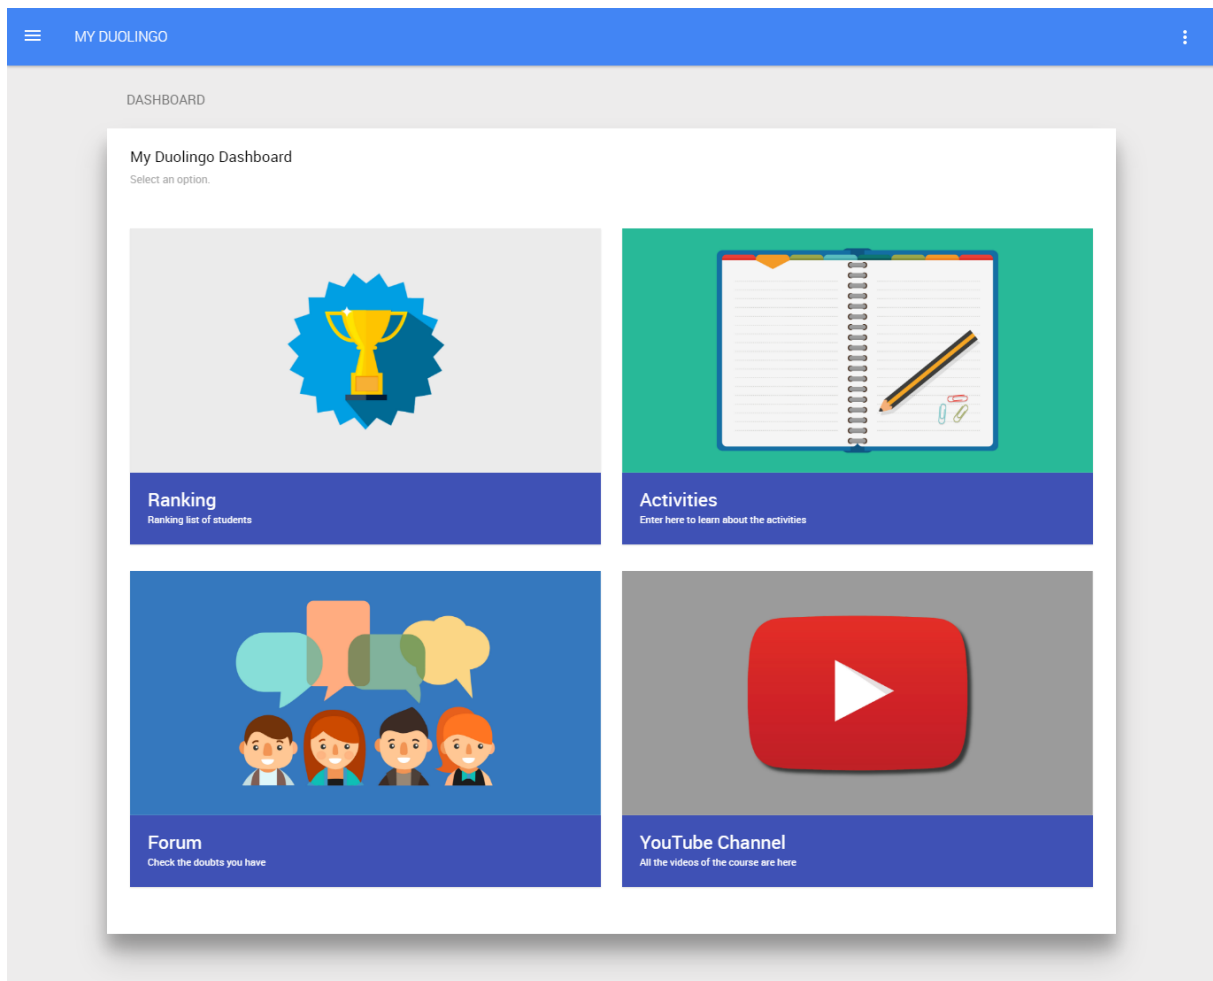 MY DUOLINGO
DASHBOARD
My Duolingo Dashboard
Select an option.
Ranking
Ranking list of students
Activities
Enter here to learn about the activities
Forum
Check the doubts you have
YouTube Channel
All the videos of the course are here